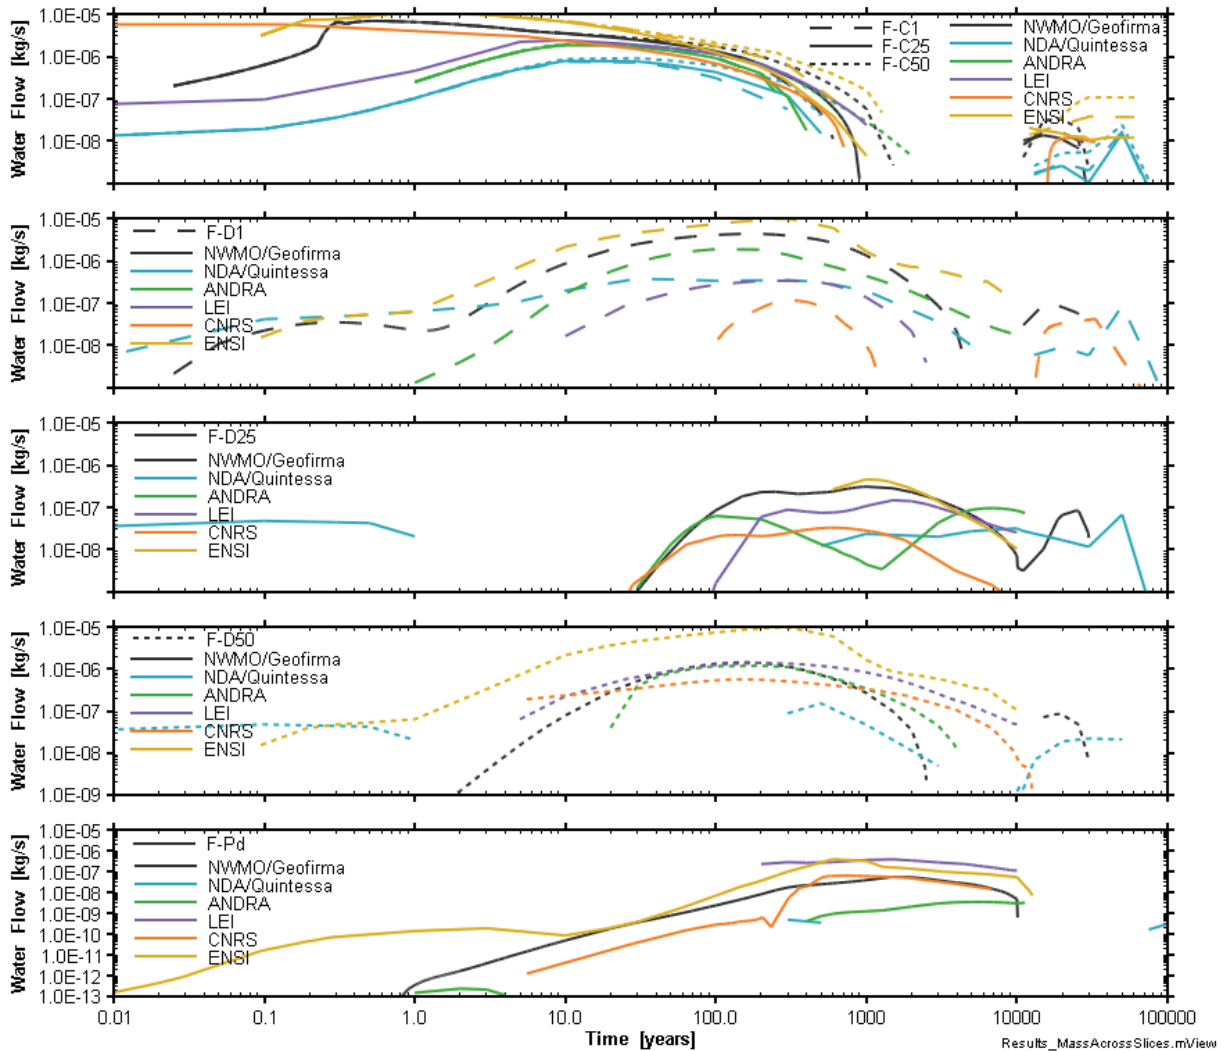 Water Flow [kg/s]
1.0E-05
1.0E-06
1.0E-07
1.0E-08
F-C1
F-C25
F-C50
NWMO/Geofirma
NDA/Quintessa
ANDRA
LEI
CNRS
ENSI
Water Flow [kg/s]
1.0E-05
1.0E-06
1.0E-07
1.0E-08
F-D1
NWMO/Geofirma
NDA/Quintessa
ANDRA
LEI
CNRS
ENSI
Water Flow [kg/s]
1.0E-05
1.0E-06
1.0E-07
1.0E-08
F-D25
NWMO/Geofirma
NDA/Quintessa
ANDRA
LEI
CNRS
ENSI
Water Flow [kg/s]
1.0E-05
1.0E-06
1.0E-07
1.0E-08
1.0E-09
F-D50
NWMO/Geofirma
NDA/Quintessa
ANDRA
LEI
CNRS
ENSI
Water Flow [kg/s]
1.0E-05
1.0E-06
1.0E-07
1.0E-08
1.0E-09
1.0E-10
1.0E-11
1.0E-12
1.0E-13
F-Pd
NWMO/Geofirma
NDA/Quintessa
ANDRA
LEI
CNRS
ENSI
0.01 0.1 1.0 10.0 100.0 1000 10000 100000
Time [years]
Results_MassAcrossSlices.mView